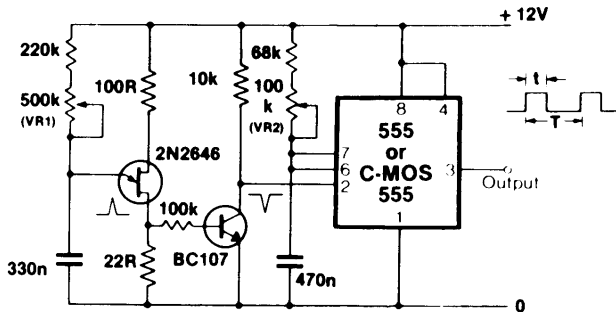 + 12V
220k
68k
100R
10k
100
k
(VR2)
500k
(VR1)
t
T
8
4
555
or
C-MOS
555
7
6
2
3
1
Output
2N2646
100k
BC107
330n
22R
470n
0